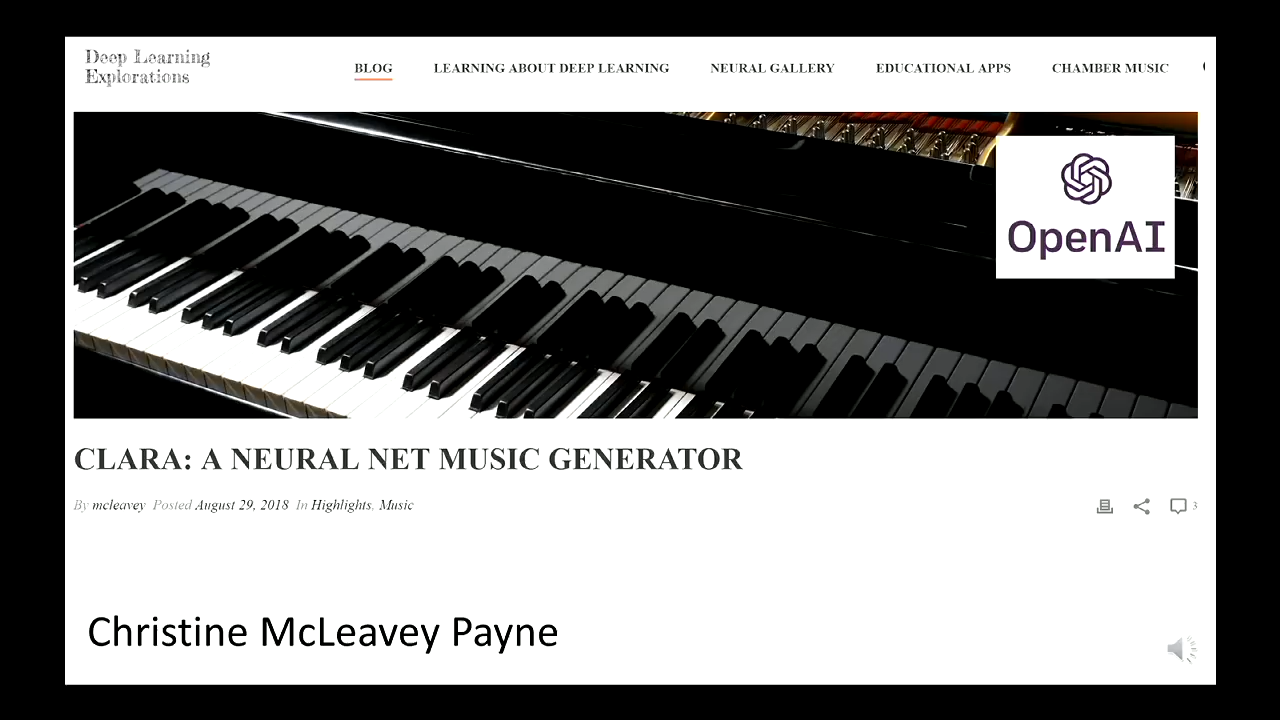 Deep Learning
Explorations
BLOG LEARNING ABOUT DEEP LEARNING NEURAL GALLERY EDUCATIONAL APPS CHAMBER MUSIC
OpenAI
CLARA: A NEURAL NET MUSIC GENERATOR
By mcleavey Posted August 29, 2018 In Highlights, Music
3
Christine McLeavey Payne